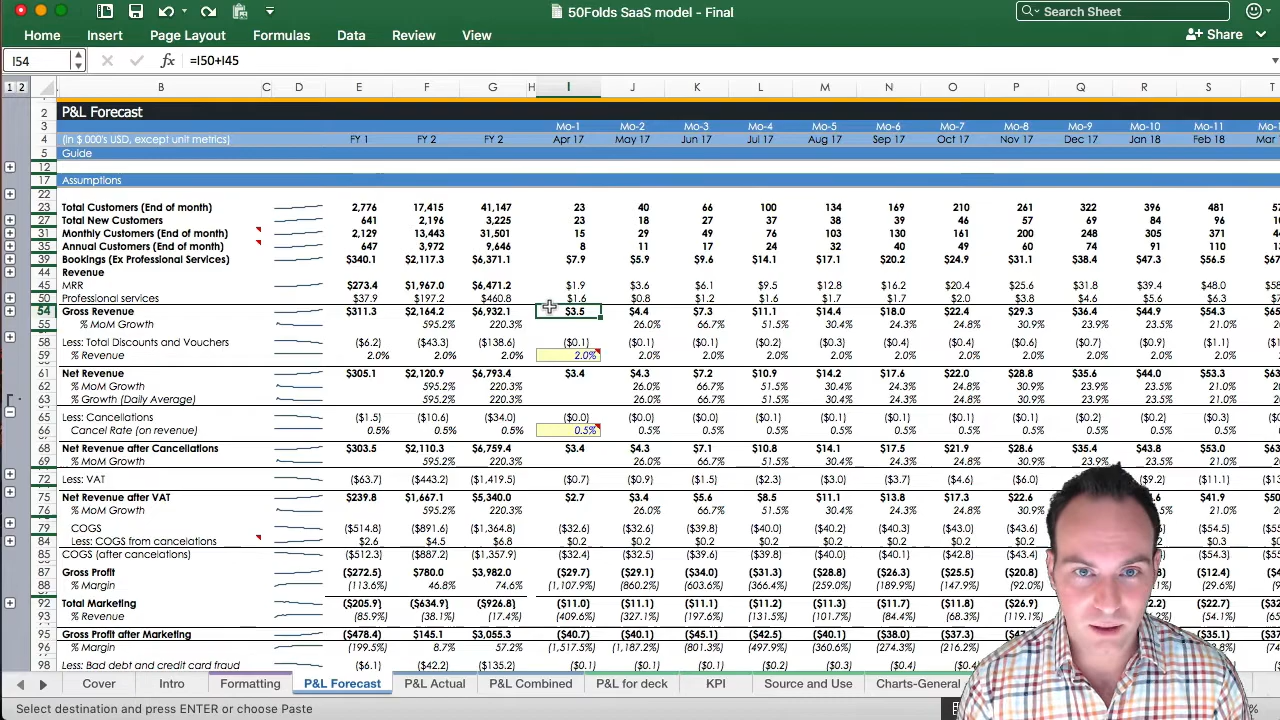 50Folds SaaS model - Final
Search Sheet
Home Insert Page Layout Formulas Data Review View Share
I54 fx =I50+I45
1 2 B C D E F G H I J K L M N O P Q R S T
2 P&L Forecast
3 Mo-1 Mo-2 Mo-3 Mo-4 Mo-5 Mo-6 Mo-7 Mo-8 Mo-9 Mo-10 Mo-11
4 (in $ 000's USD, except unit metrics) FY 1 FY 2 FY 2 Apr 17 May 17 Jun 17 Jul 17 Aug 17 Sep 17 Oct 17 Nov 17 Dec 17 Jan 18 Feb 18 Mar
5 Guide
12
17 Assumptions
22
23 Total Customers (End of month) 2,776 17,415 41,147 23 40 66 100 134 169 210 261 322 396 481
27 Total New Customers 641 2,196 3,225 23 18 27 37 38 39 46 57 69 84 96
31 Monthly Customers (End of month) 2,129 13,443 31,501 15 29 49 76 103 130 161 200 248 305 371
35 Annual Customers (End of month) 647 3,972 9,646 8 11 17 24 32 40 49 60 74 91 110
39 Bookings (Ex Professional Services) $340.1 $2,117.3 $6,371.1 $7.9 $5.9 $9.6 $14.1 $17.1 $20.2 $24.9 $31.1 $38.4 $47.3 $56.5
44 Revenue
45 MRR $273.4 $1,967.0 $6,471.2 $1.9 $3.6 $6.1 $9.5 $12.8 $16.2 $20.4 $25.6 $31.8 $39.4 $48.0
50 Professional services $37.9 $197.2 $460.8 $1.6 $0.8 $1.2 $1.6 $1.7 $1.7 $2.0 $3.8 $4.6 $5.6 $6.3
54 Gross Revenue $311.3 $2,164.2 $6,932.1 $3.5 $4.4 $7.3 $11.1 $14.4 $18.0 $22.4 $29.3 $36.4 $44.9 $54.3
55 % MoM Growth 595.2% 220.3% 26.0% 66.7% 51.5% 30.4% 24.8% 24.8% 30.9% 23.9% 23.5% 21.0%
58 Less: Total Discounts and Vouchers ($6.2) ($43.3) ($138.6) ($0.1) ($0.1) ($0.1) ($0.2) ($0.3) ($0.4) ($0.4) ($0.6) ($0.7) ($0.9) ($1.1)
59 % Revenue 2.0% 2.0% 2.0% 2.0% 2.0% 2.0% 2.0% 2.0% 2.0% 2.0% 2.0% 2.0% 2.0% 2.0%
61 Net Revenue $305.1 $2,120.9 $6,793.4 $3.4 $4.3 $7.2 $10.9 $14.2 $17.6 $22.0 $28.8 $35.6 $44.0 $53.3
62 % MoM Growth 595.2% 220.3% 26.0% 66.7% 51.5% 30.4% 24.3% 24.8% 30.9% 23.9% 23.5% 21.0%
63 % Growth (Daily Average) 595.2% 220.3% 26.0% 66.7% 51.5% 30.4% 24.3% 24.8% 30.9% 23.9% 23.5% 21.0%
65 Less: Cancellations ($1.5) ($10.6) ($34.0) ($0.0) ($0.0) ($0.0) ($0.1) ($0.1) ($0.1) ($0.1) ($0.1) ($0.2) ($0.2) ($0.3)
66 Cancel Rate (on revenue) 0.5% 0.5% 0.5% 0.5% 0.5% 0.5% 0.5% 0.5% 0.5% 0.5% 0.5% 0.5% 0.5% 0.5%
68 Net Revenue after Cancellations $303.5 $2,110.3 $6,759.4 $3.4 $4.3 $7.1 $10.8 $14.1 $17.5 $21.9 $28.6 $35.4 $43.8 $53.0
69 % MoM Growth 595.2% 220.3% 26.0% 66.7% 51.5% 30.4% 24.3% 24.8% 30.9% 23.9% 23.5% 21.0%
72 Less: VAT ($63.7) ($443.2) ($1,419.5) ($0.7) ($0.9) ($1.5) ($2.3) ($3.0) ($3.7) ($4.6) ($6.0) ($9.2) ($11.1)
75 Net Revenue after VAT $239.8 $1,667.1 $5,340.0 $2.7 $3.4 $5.6 $8.5 $11.1 $13.8 $17.3 $22.6 $41.9
76 % MoM Growth 595.2% 220.3% 26.0% 66.7% 51.5% 30.4% 24.3% 24.8% 30.9% 21.0%
79 COGS ($514.8) ($891.6) ($1,364.8) ($32.6) ($32.6) ($39.8) ($40.0) ($40.2) ($40.3) ($43.0) ($43.6) ($54.5)
84 Less: COGS from cancelations $2.6 $4.5 $6.8 $0.2 $0.2 $0.2 $0.2 $0.2 $0.2 $0.2 $0.2 $0.3
85 COGS (after cancelations) ($512.3) ($887.2) ($1,357.9) ($32.4) ($32.4) ($39.6) ($39.8) ($40.0) ($40.1) ($42.8) ($43.4) ($54.3)
87 Gross Profit ($272.5) $780.0 $3,982.0 ($29.7) ($29.1) ($34.0) ($31.3) ($28.8) ($26.3) ($25.5) ($20.8) ($12.4)
88 % Margin (113.6%) 46.8% 74.6% (1,107.9%) (860.2%) (603.6%) (366.4%) (259.0%) (189.9%) (147.9%) (92.0%) (29.6%)
92 Total Marketing ($205.9) ($634.9) ($926.8) ($11.0) ($11.1) ($11.1) ($11.2) ($11.3) ($11.7) ($11.8) ($26.9) ($22.7)
93 % Revenue (85.9%) (38.1%) (17.4%) (409.6%) (327.1%) (197.6%) (131.5%) (101.7%) (84.4%) (68.3%) (119.1%) (54.1%)
95 Gross Profit after Marketing ($478.4) $145.1 $3,055.3 ($40.7) ($40.1) ($45.1) ($42.5) ($40.1) ($38.0) ($37.3) ($35.1)
96 % Margin (199.5%) 8.7% 57.2% (1,517.5%) (1,187.2%) (801.3%) (497.9%) (360.6%) (274.3%) (216.2%)
98 Less: Bad debt and credit card fraud ($6.1) ($42.2) ($135.2) ($0.1) ($0.1) ($0.1) ($0.2)
Cover Intro Formatting P&L Forecast P&L Actual P&L Combined P&L for deck KPI Source and Use Charts-General
Select destination and press ENTER or choose Paste